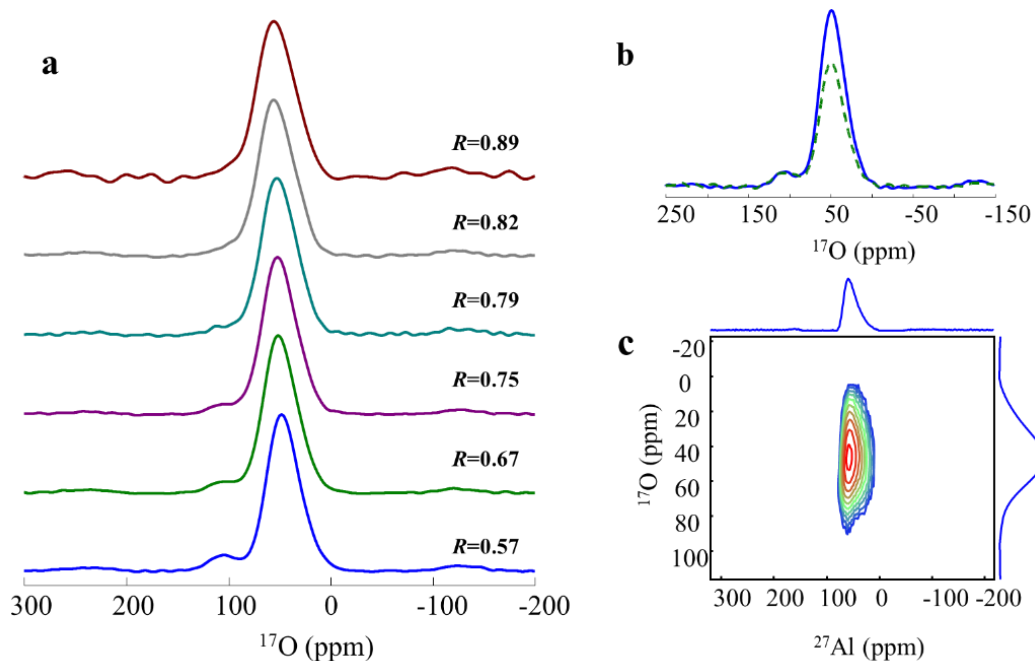 a
R=0.89
R=0.82
R=0.79
R=0.75
R=0.67
R=0.57
300 200 100 0 -100 -200
¹⁷O (ppm)
b
250 150 50 -50 -150
¹⁷O (ppm)
c
-20
0
20
40
60
80
100
¹⁷O (ppm)
300 200 100 0 -100 -200
²⁷Al (ppm)